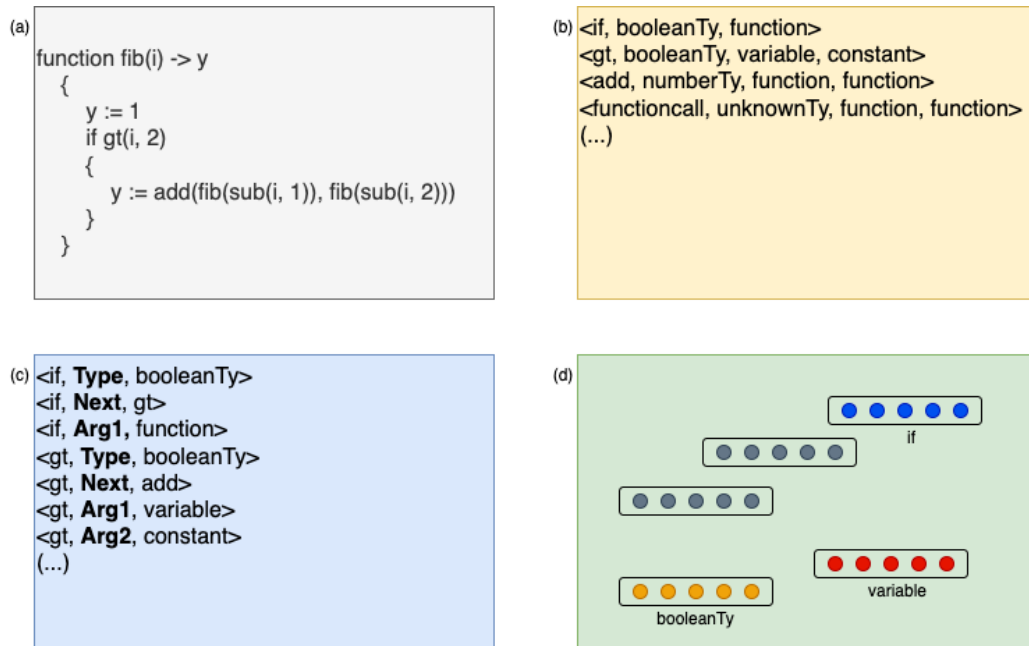 (a)
function fib(i) -> y
{
y := 1
if gt(i, 2)
{
y := add(fib(sub(i, 1)), fib(sub(i, 2)))
}
}
(b)
<if, booleanTy, function>
<gt, booleanTy, variable, constant>
<add, numberTy, function, function>
<functioncall, unknownTy, function, function>
(...)
(c)
<if, Type, booleanTy>
<if, Next, gt>
<if, Arg1, function>
<gt, Type, booleanTy>
<gt, Next, add>
<gt, Arg1, variable>
<gt, Arg2, constant>
(...)
(d)
if
variable
booleanTy